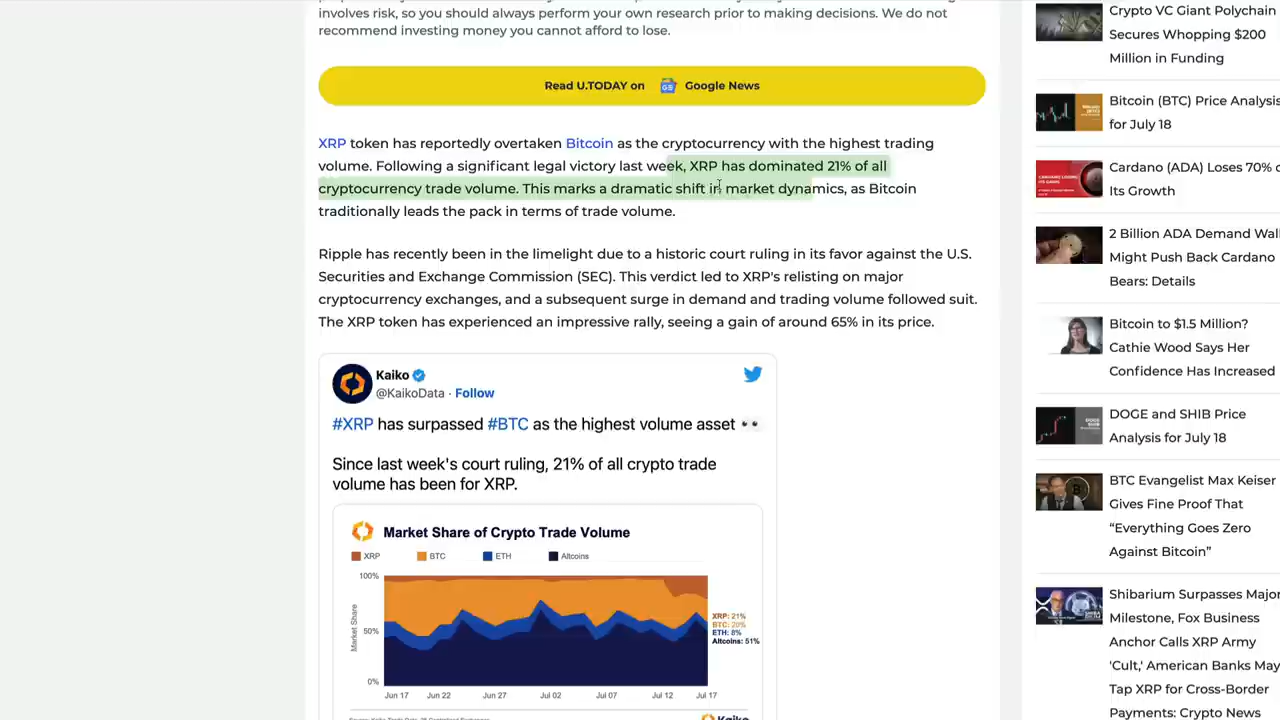 involves risk, so you should always perform your own research prior to making decisions. We do not
recommend investing money you cannot afford to lose.
Read U.TODAY on Google News
XRP token has reportedly overtaken Bitcoin as the cryptocurrency with the highest trading
volume. Following a significant legal victory last week, XRP has dominated 21% of all
cryptocurrency trade volume. This marks a dramatic shift in market dynamics, as Bitcoin
traditionally leads the pack in terms of trade volume.
Ripple has recently been in the limelight due to a historic court ruling in its favor against the U.S.
Securities and Exchange Commission (SEC). This verdict led to XRP's relisting on major
cryptocurrency exchanges, and a subsequent surge in demand and trading volume followed suit.
The XRP token has experienced an impressive rally, seeing a gain of around 65% in its price.
Kaiko
@KaikoData · Follow
#XRP has surpassed #BTC as the highest volume asset 👀
Since last week's court ruling, 21% of all crypto trade
volume has been for XRP.
Market Share of Crypto Trade Volume
XRP BTC ETH Altcoins
100%
50%
0%
Market Share
XRP: 21%
BTC: 20%
ETH: 8%
Altcoins: 51%
Jun 17 Jun 22 Jun 27 Jul 02 Jul 07 Jul 12 Jul 17
Kaiko
Crypto VC Giant Polychain
Secures Whopping $200
Million in Funding
Bitcoin (BTC) Price Analysis
for July 18
Cardano (ADA) Loses 70% o
Its Growth
2 Billion ADA Demand Wall
Might Push Back Cardano
Bears: Details
Bitcoin to $1.5 Million?
Cathie Wood Says Her
Confidence Has Increased
DOGE and SHIB Price
Analysis for July 18
BTC Evangelist Max Keiser
Gives Fine Proof That
“Everything Goes Zero
Against Bitcoin”
Shibarium Surpasses Major
Milestone, Fox Business
Anchor Calls XRP Army
'Cult,' American Banks May
Tap XRP for Cross-Border
Payments: Crypto News